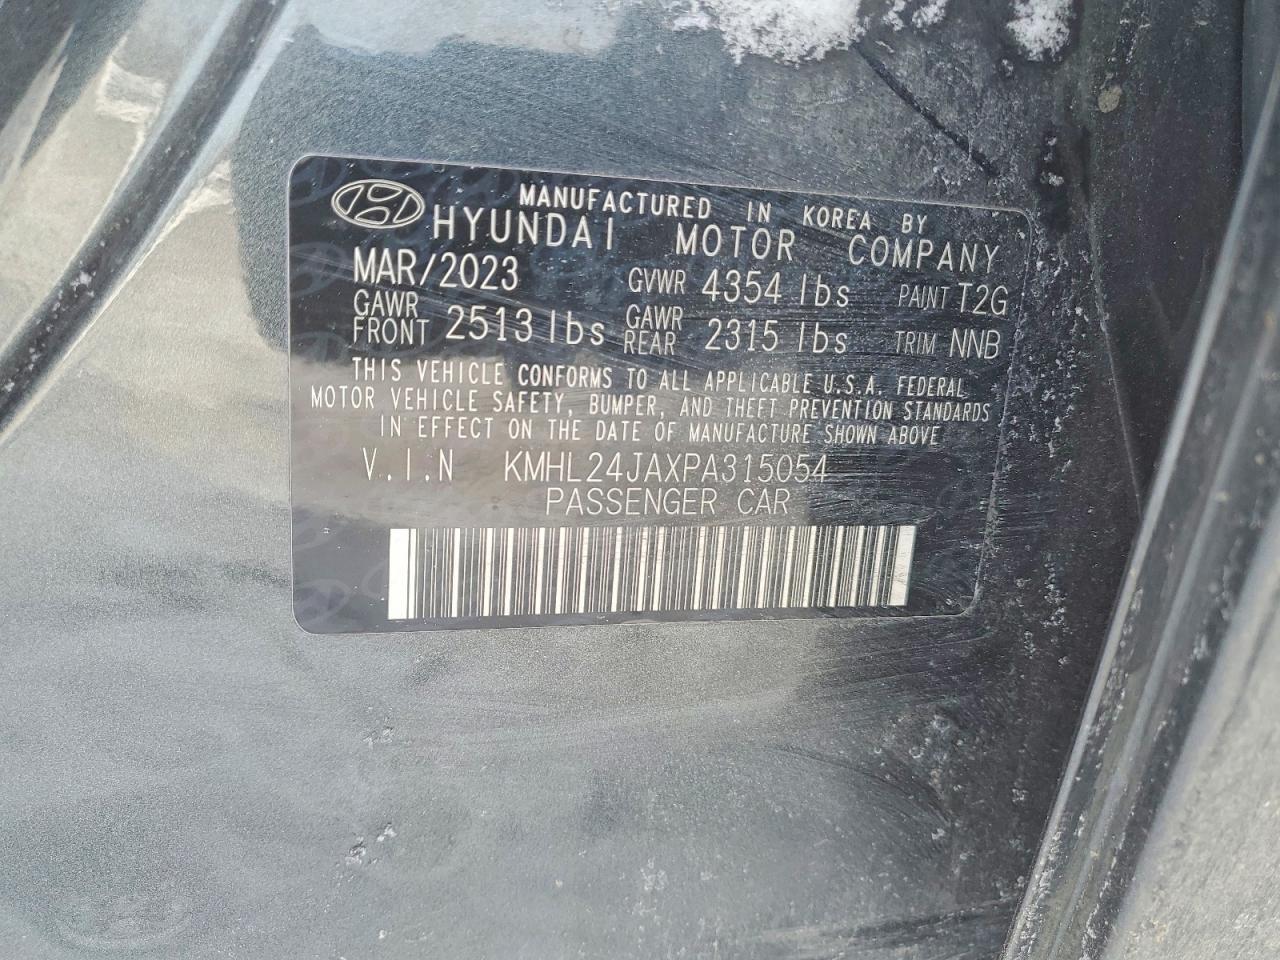 MANUFACTURED IN KOREA BY
HYUNDAI MOTOR COMPANY
MAR/2023 GVWR 4354 lbs PAINT T2G
GAWR FRONT 2513 lbs GAWR REAR 2315 lbs TRIM NNB
THIS VEHICLE CONFORMS TO ALL APPLICABLE U.S.A. FEDERAL
MOTOR VEHICLE SAFETY, BUMPER, AND THEFT PREVENTION STANDARDS
IN EFFECT ON THE DATE OF MANUFACTURE SHOWN ABOVE
V.I.N KMHL24JAXPA315054
PASSENGER CAR